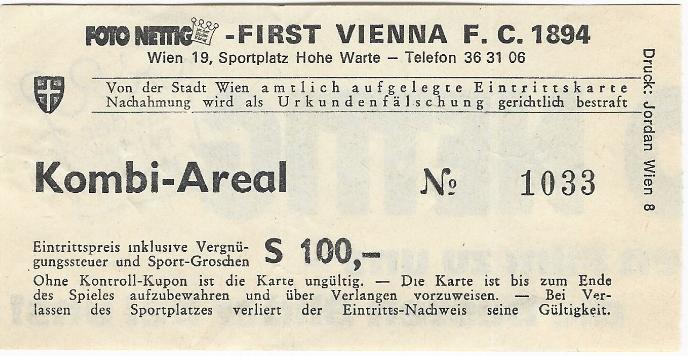 FOTO NETTIG -FIRST VIENNA F. C. 1894
Wien 19, Sportplatz Hohe Warte – Telefon 36 31 06
Von der Stadt Wien amtlich aufgelegte Eintrittskarte
Nachahmung wird als Urkundenfälschung gerichtlich bestraft
Kombi-Areal № 1033
Eintrittspreis inklusive Vergnü-
gungssteuer und Sport-Groschen S 100,-
Ohne Kontroll-Kupon ist die Karte ungültig. — Die Karte ist bis zum Ende
des Spieles aufzubewahren und über Verlangen vorzuweisen. — Bei Ver-
lassen des Sportplatzes verliert der Eintritts-Nachweis seine Gültigkeit.
Druck: Jordan Wien 8